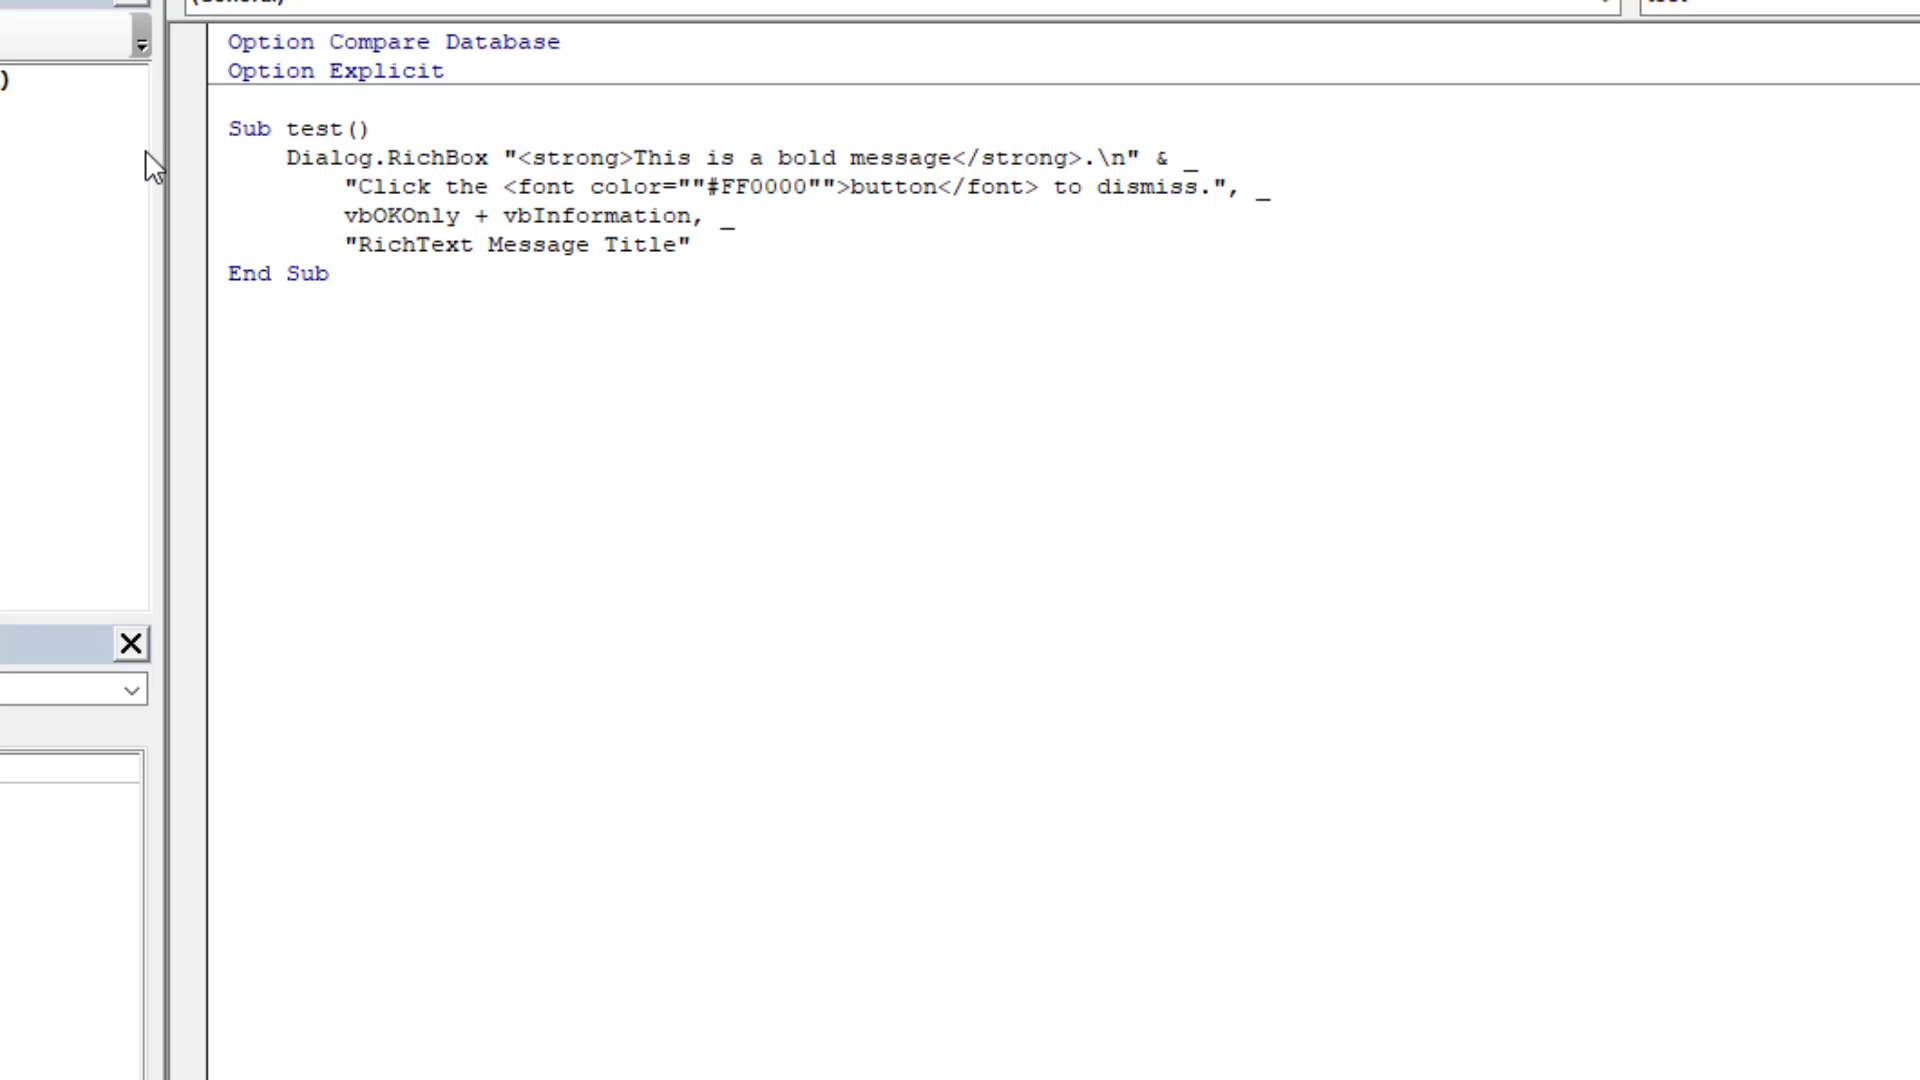 )
Option Compare Database
Option Explicit
Sub test()
    Dialog.RichBox "<strong>This is a bold message</strong>.\n" & _
        "Click the <font color=""#FF0000"">button</font> to dismiss.", _
        vbOKOnly + vbInformation, _
        "RichText Message Title"
End Sub